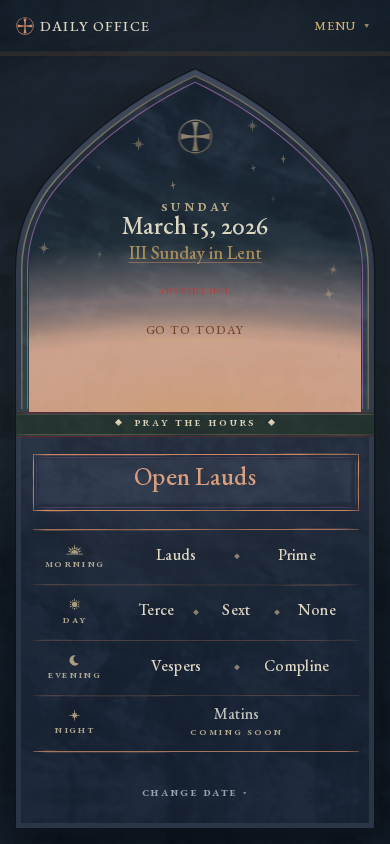 DAILY OFFICE
MENU
SUNDAY
March 15, 2026
III Sunday in Lent
GO TO TODAY
PRAY THE HOURS
Open Lauds
MORNING
Lauds
Prime
DAY
Terce
Sext
None
EVENING
Vespers
Compline
NIGHT
Matins
COMING SOON
CHANGE DATE